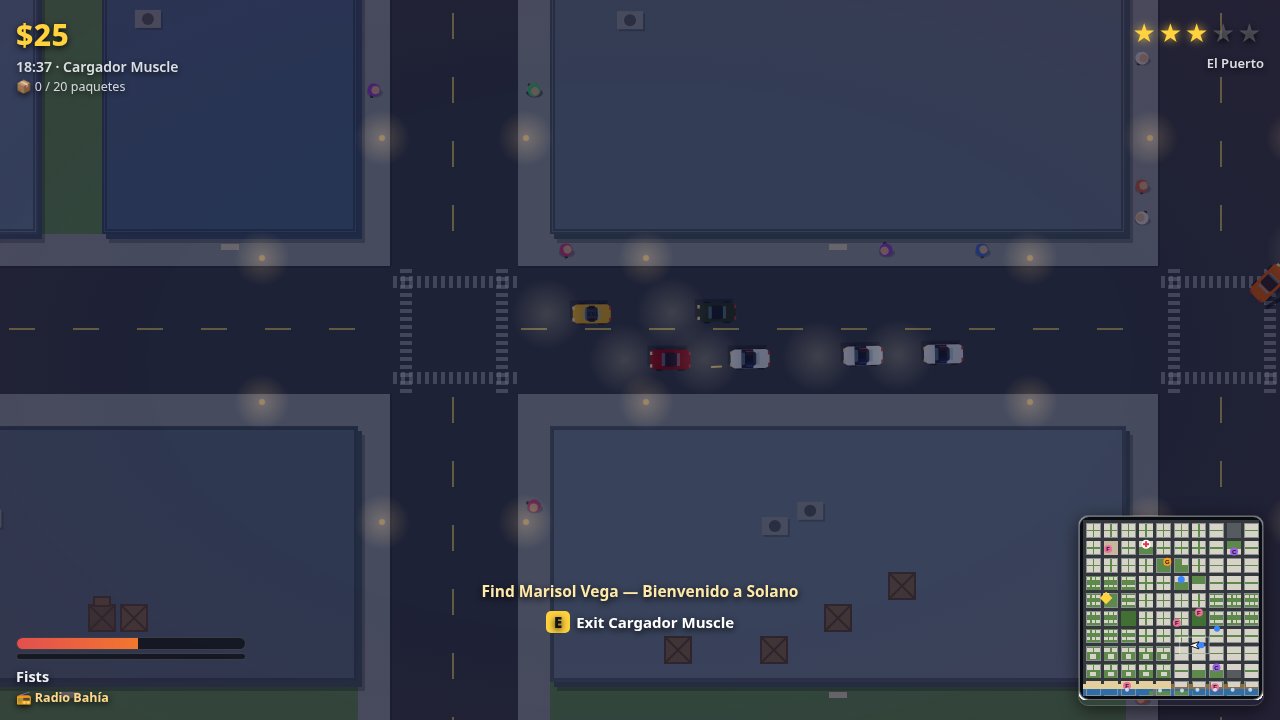 $25
18:37 · Cargador Muscle
0 / 20 paquetes
El Puerto
Find Marisol Vega — Bienvenido a Solano
E Exit Cargador Muscle
Fists
Radio Bahía